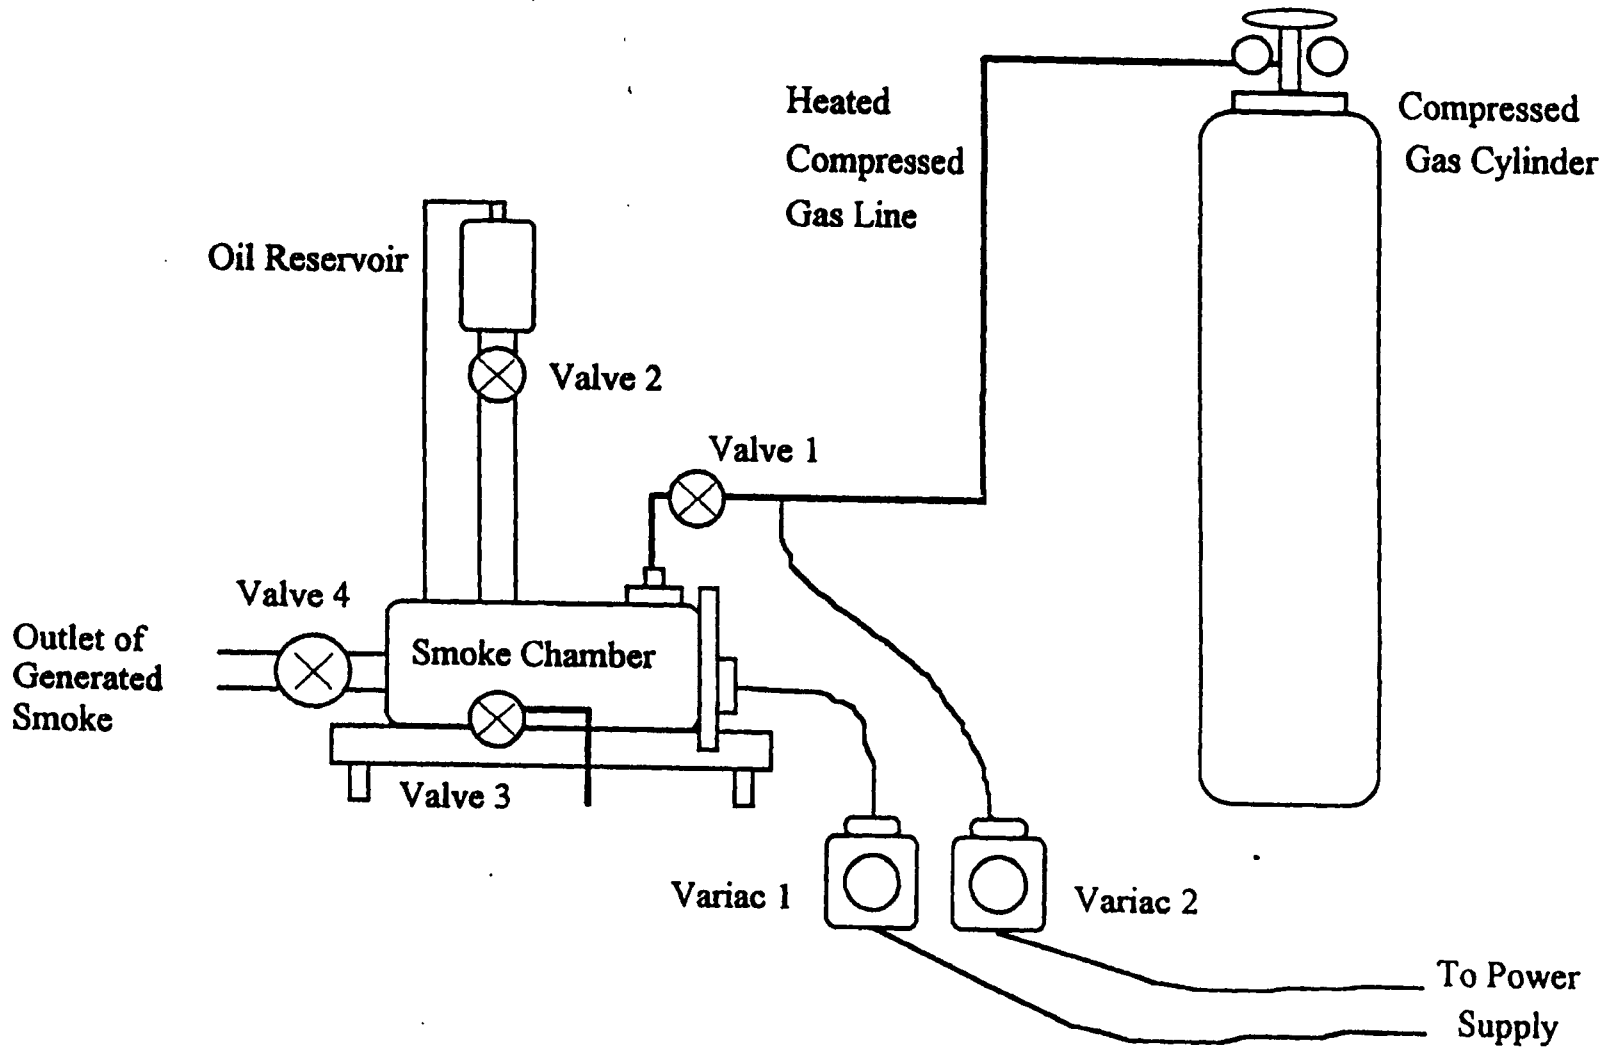 Heated
Compressed
Gas Line
Compressed
Gas Cylinder
Oil Reservoir
Valve 2
Valve 1
Valve 4
Outlet of
Generated
Smoke
Smoke Chamber
Valve 3
Variac 1
Variac 2
To Power
Supply